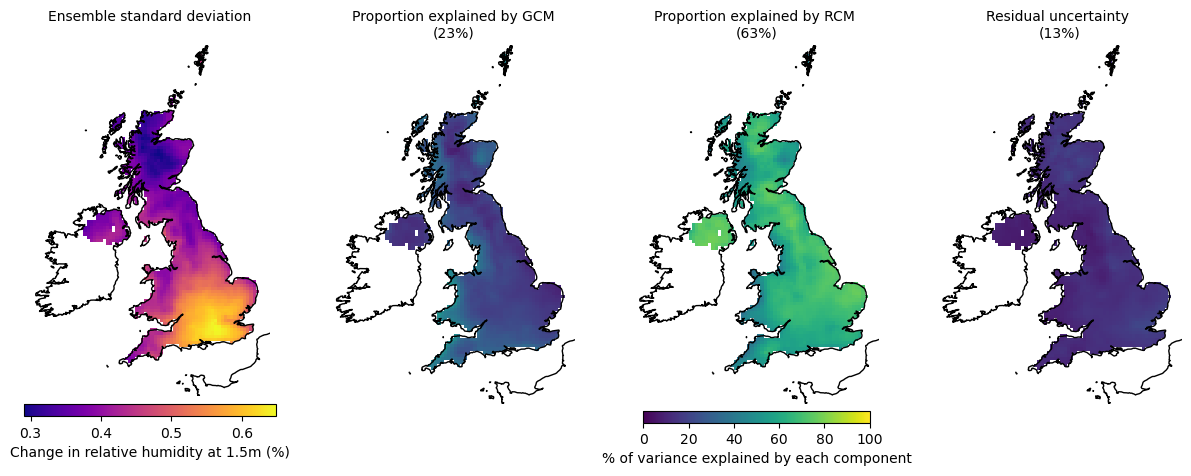 Ensemble standard deviation
Proportion explained by GCM
(23%)
Proportion explained by RCM
(63%)
Residual uncertainty
(13%)
0.3 0.4 0.5 0.6
Change in relative humidity at 1.5m (%)
0 20 40 60 80 100
% of variance explained by each component